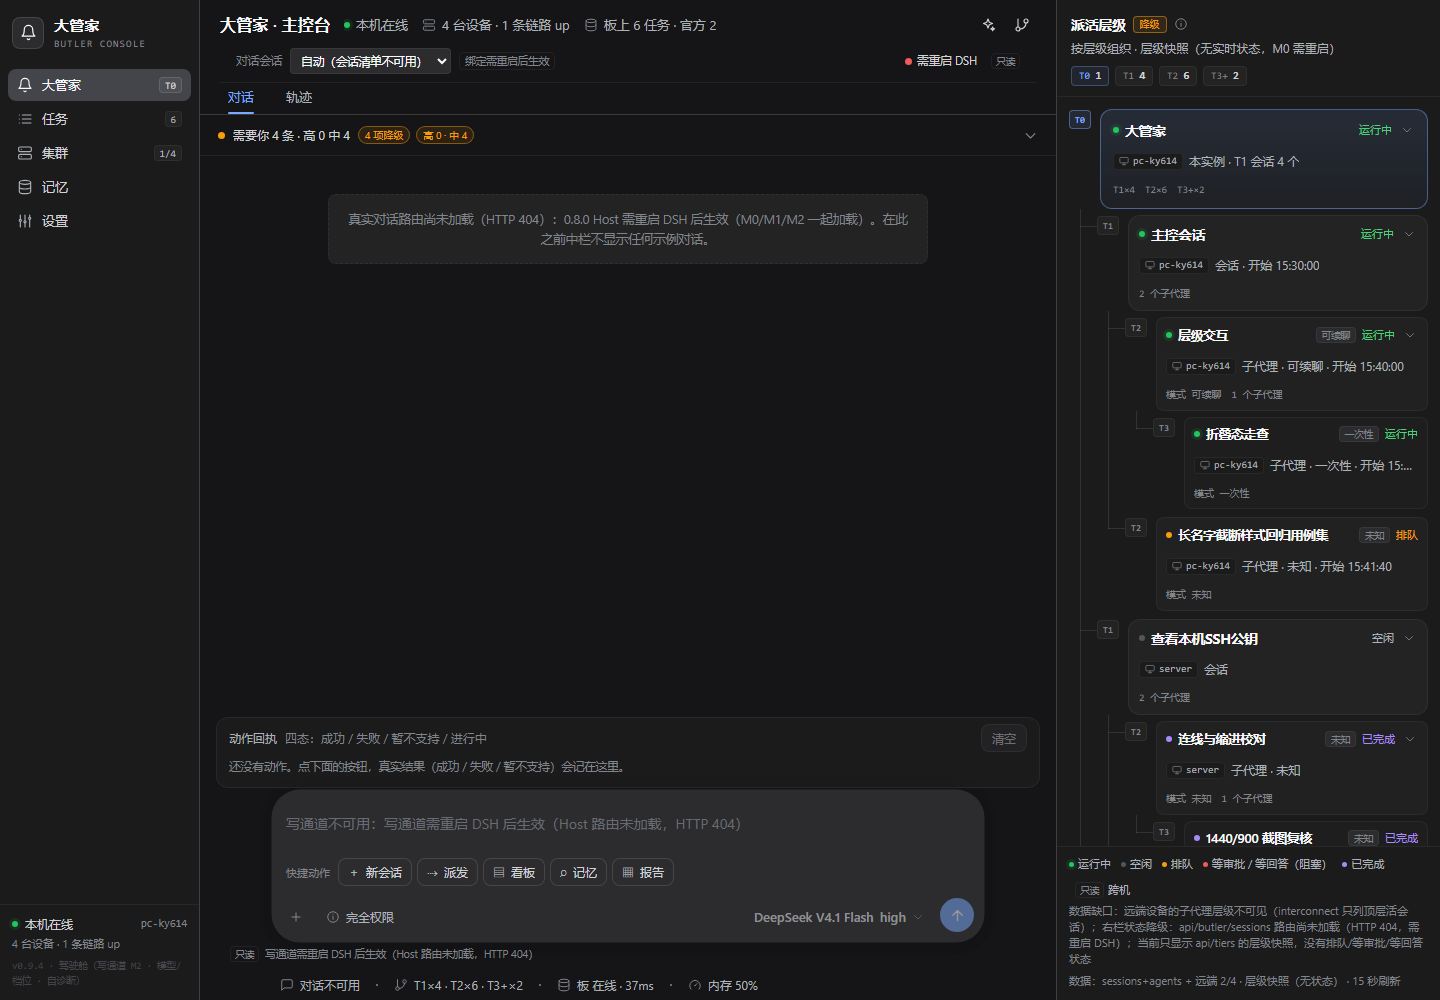 大管家
BUTLER CONSOLE
大管家 T0
任务 6
集群 1/4
记忆
设置
本机在线 pc-ky614
4 台设备 · 1 条链路 up
v0.9.4 · 驾驶舱（写通道 M2 · 模型/
档位 · 自诊断）
大管家 · 主控台 本机在线 4 台设备 · 1 条链路 up 板上 6 任务 · 官方 2
对话会话 自动（会话清单不可用） 绑定需重启后生效 需重启 DSH 只读
对话 轨迹
需要你 4 条 · 高 0 中 4 4 项降级 高 0 · 中 4
真实对话路由尚未加载（HTTP 404）：0.8.0 Host 需重启 DSH 后生效（M0/M1/M2 一起加载）。在此
之前中栏不显示任何示例对话。
动作回执 四态：成功 / 失败 / 暂不支持 / 进行中 清空
还没有动作。点下面的按钮，真实结果（成功 / 失败 / 暂不支持）会记在这里。
写通道不可用：写通道需重启 DSH 后生效（Host 路由未加载，HTTP 404）
快捷动作 + 新会话 派发 看板 记忆 报告
+ 完全权限 DeepSeek V4.1 Flash high
只读 写通道需重启 DSH 后生效（Host 路由未加载，HTTP 404）
对话不可用 · T1×4 · T2×6 · T3+×2 · 板 在线 · 37ms · 内存 50%
派活层级 降级
按层级组织 · 层级快照（无实时状态，M0 需重启）
T0 1 T1 4 T2 6 T3+ 2
T0 大管家 运行中
pc-ky614 本实例 · T1 会话 4 个
T1×4 T2×6 T3+×2
T1 主控会话 运行中
pc-ky614 会话 · 开始 15:30:00
2 个子代理
T2 层级交互 可续聊 运行中
pc-ky614 子代理 · 可续聊 · 开始 15:40:00
模式 可续聊 1 个子代理
T3 折叠态走查 一次性 运行中
pc-ky614 子代理 · 一次性 · 开始 15:...
模式 一次性
T2 长名字截断样式回归用例集 未知 排队
pc-ky614 子代理 · 未知 · 开始 15:41:40
模式 未知
T1 查看本机SSH公钥 空闲
server 会话
2 个子代理
T2 连线与缩进校对 未知 已完成
server 子代理 · 未知
模式 未知 1 个子代理
T3 1440/900 截图复核 未知 已完成
运行中 空闲 排队 等审批 / 等回答（阻塞） 已完成
只读 跨机
数据缺口：远端设备的子代理层级不可见（interconnect 只列顶层活会
话）；右栏状态降级：api/butler/sessions 路由尚未加载（HTTP 404，需
重启 DSH）；当前只显示 api/tiers 的层级快照，没有排队/等审批/等回答
状态
数据：sessions+agents + 远端 2/4 · 层级快照（无状态） · 15 秒刷新